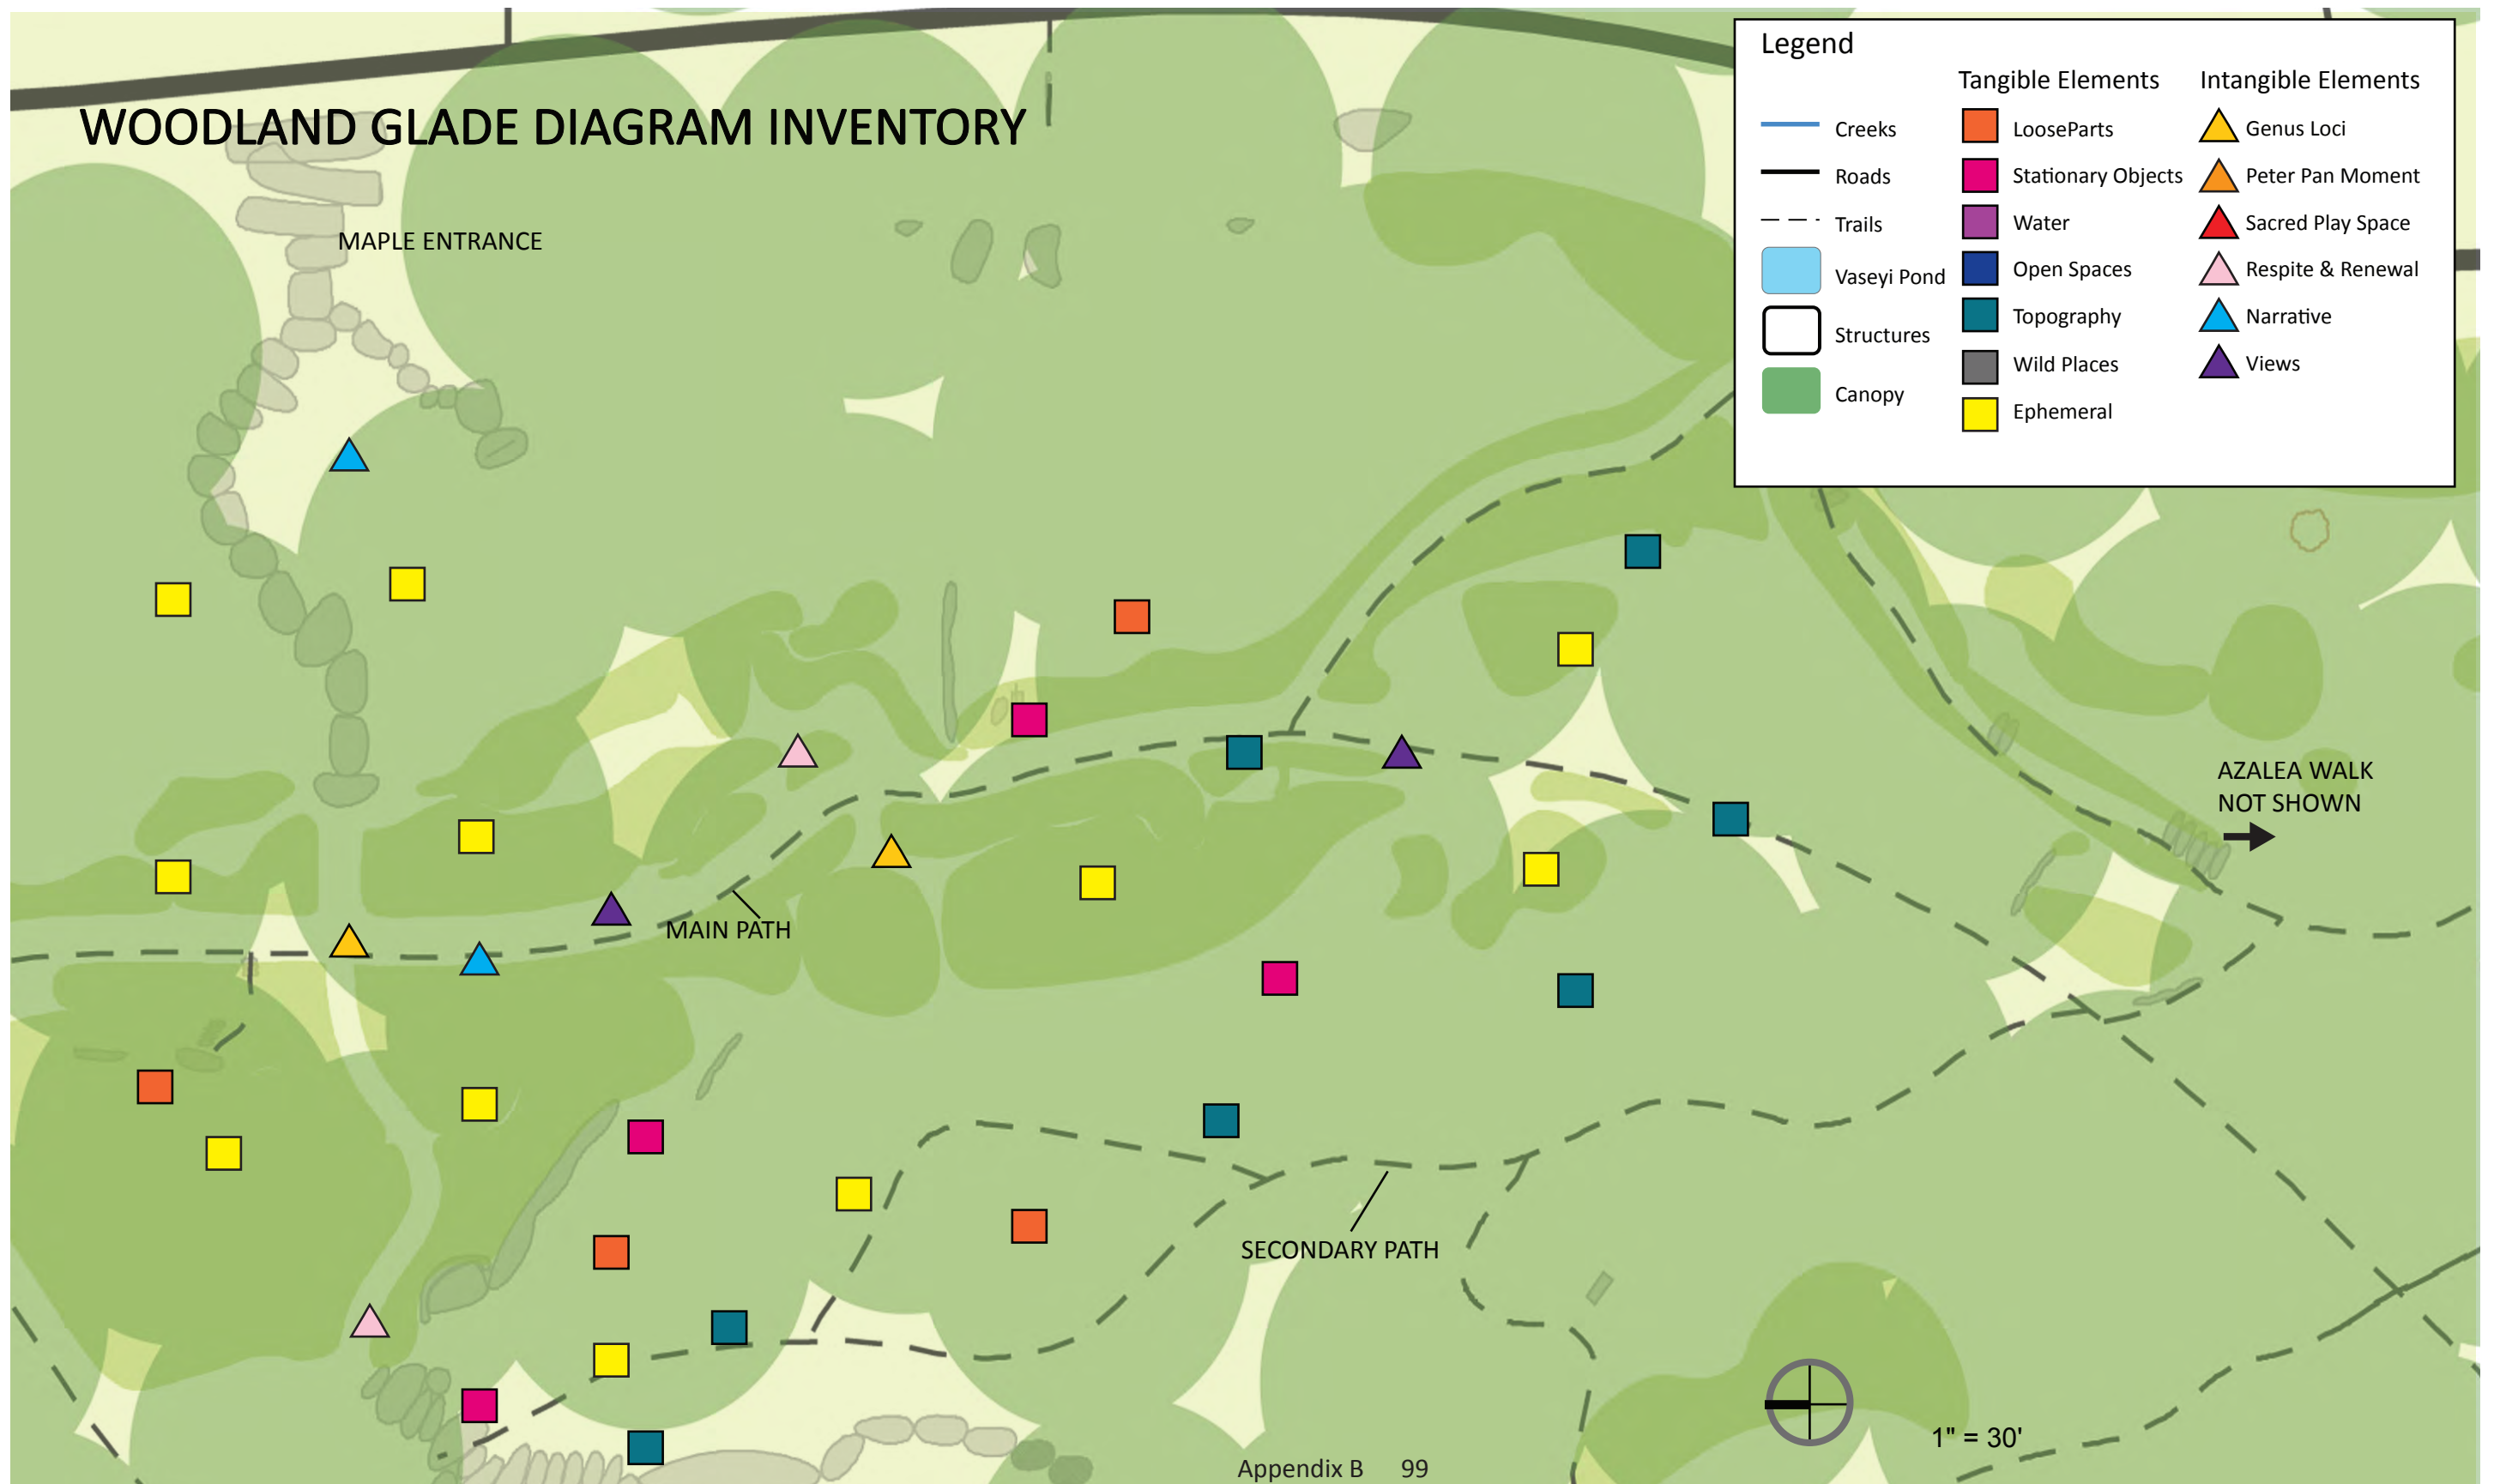 WOODLAND GLADE DIAGRAM INVENTORY
MAPLE ENTRANCE
Legend
Creeks
Roads
Trails
Vaseyi Pond
Structures
Canopy
Tangible Elements
LooseParts
Stationary Objects
Water
Open Spaces
Topography
Wild Places
Ephemeral
Intangible Elements
Genus Loci
Peter Pan Moment
Sacred Play Space
Respite & Renewal
Narrative
Views
AZALEA WALK
NOT SHOWN
MAIN PATH
SECONDARY PATH
1" = 30'
Appendix B 99